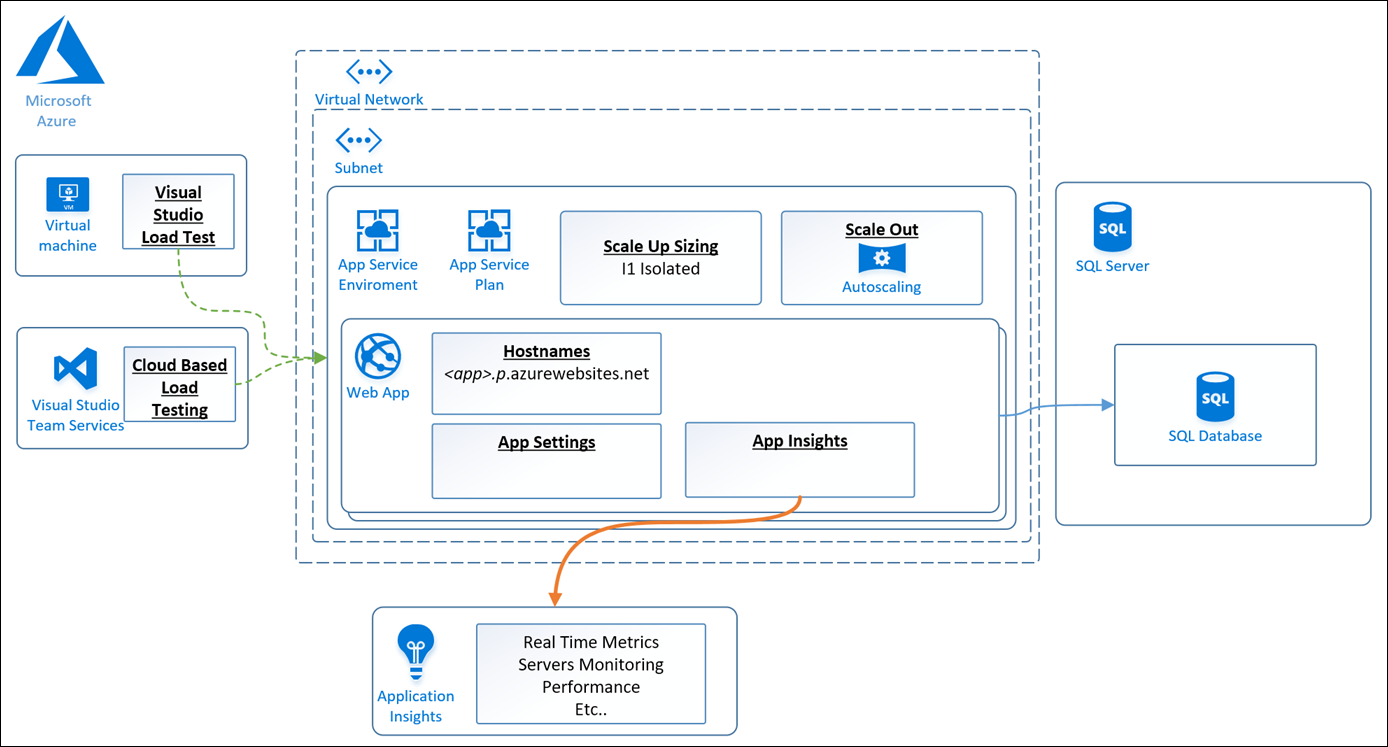 Microsoft
Azure
Virtual Network
Subnet
VM
Virtual
machine
Visual
Studio
Load Test
Visual Studio
Team Services
Cloud Based
Load
Testing
App Service
Enviroment
App Service
Plan
Scale Up Sizing
I1 Isolated
Scale Out
Autoscaling
Web App
Hostnames
<app>.p.azurewebsites.net
App Settings
App Insights
SQL
SQL Server
SQL
SQL Database
Application
Insights
Real Time Metrics
Servers Monitoring
Performance
Etc..